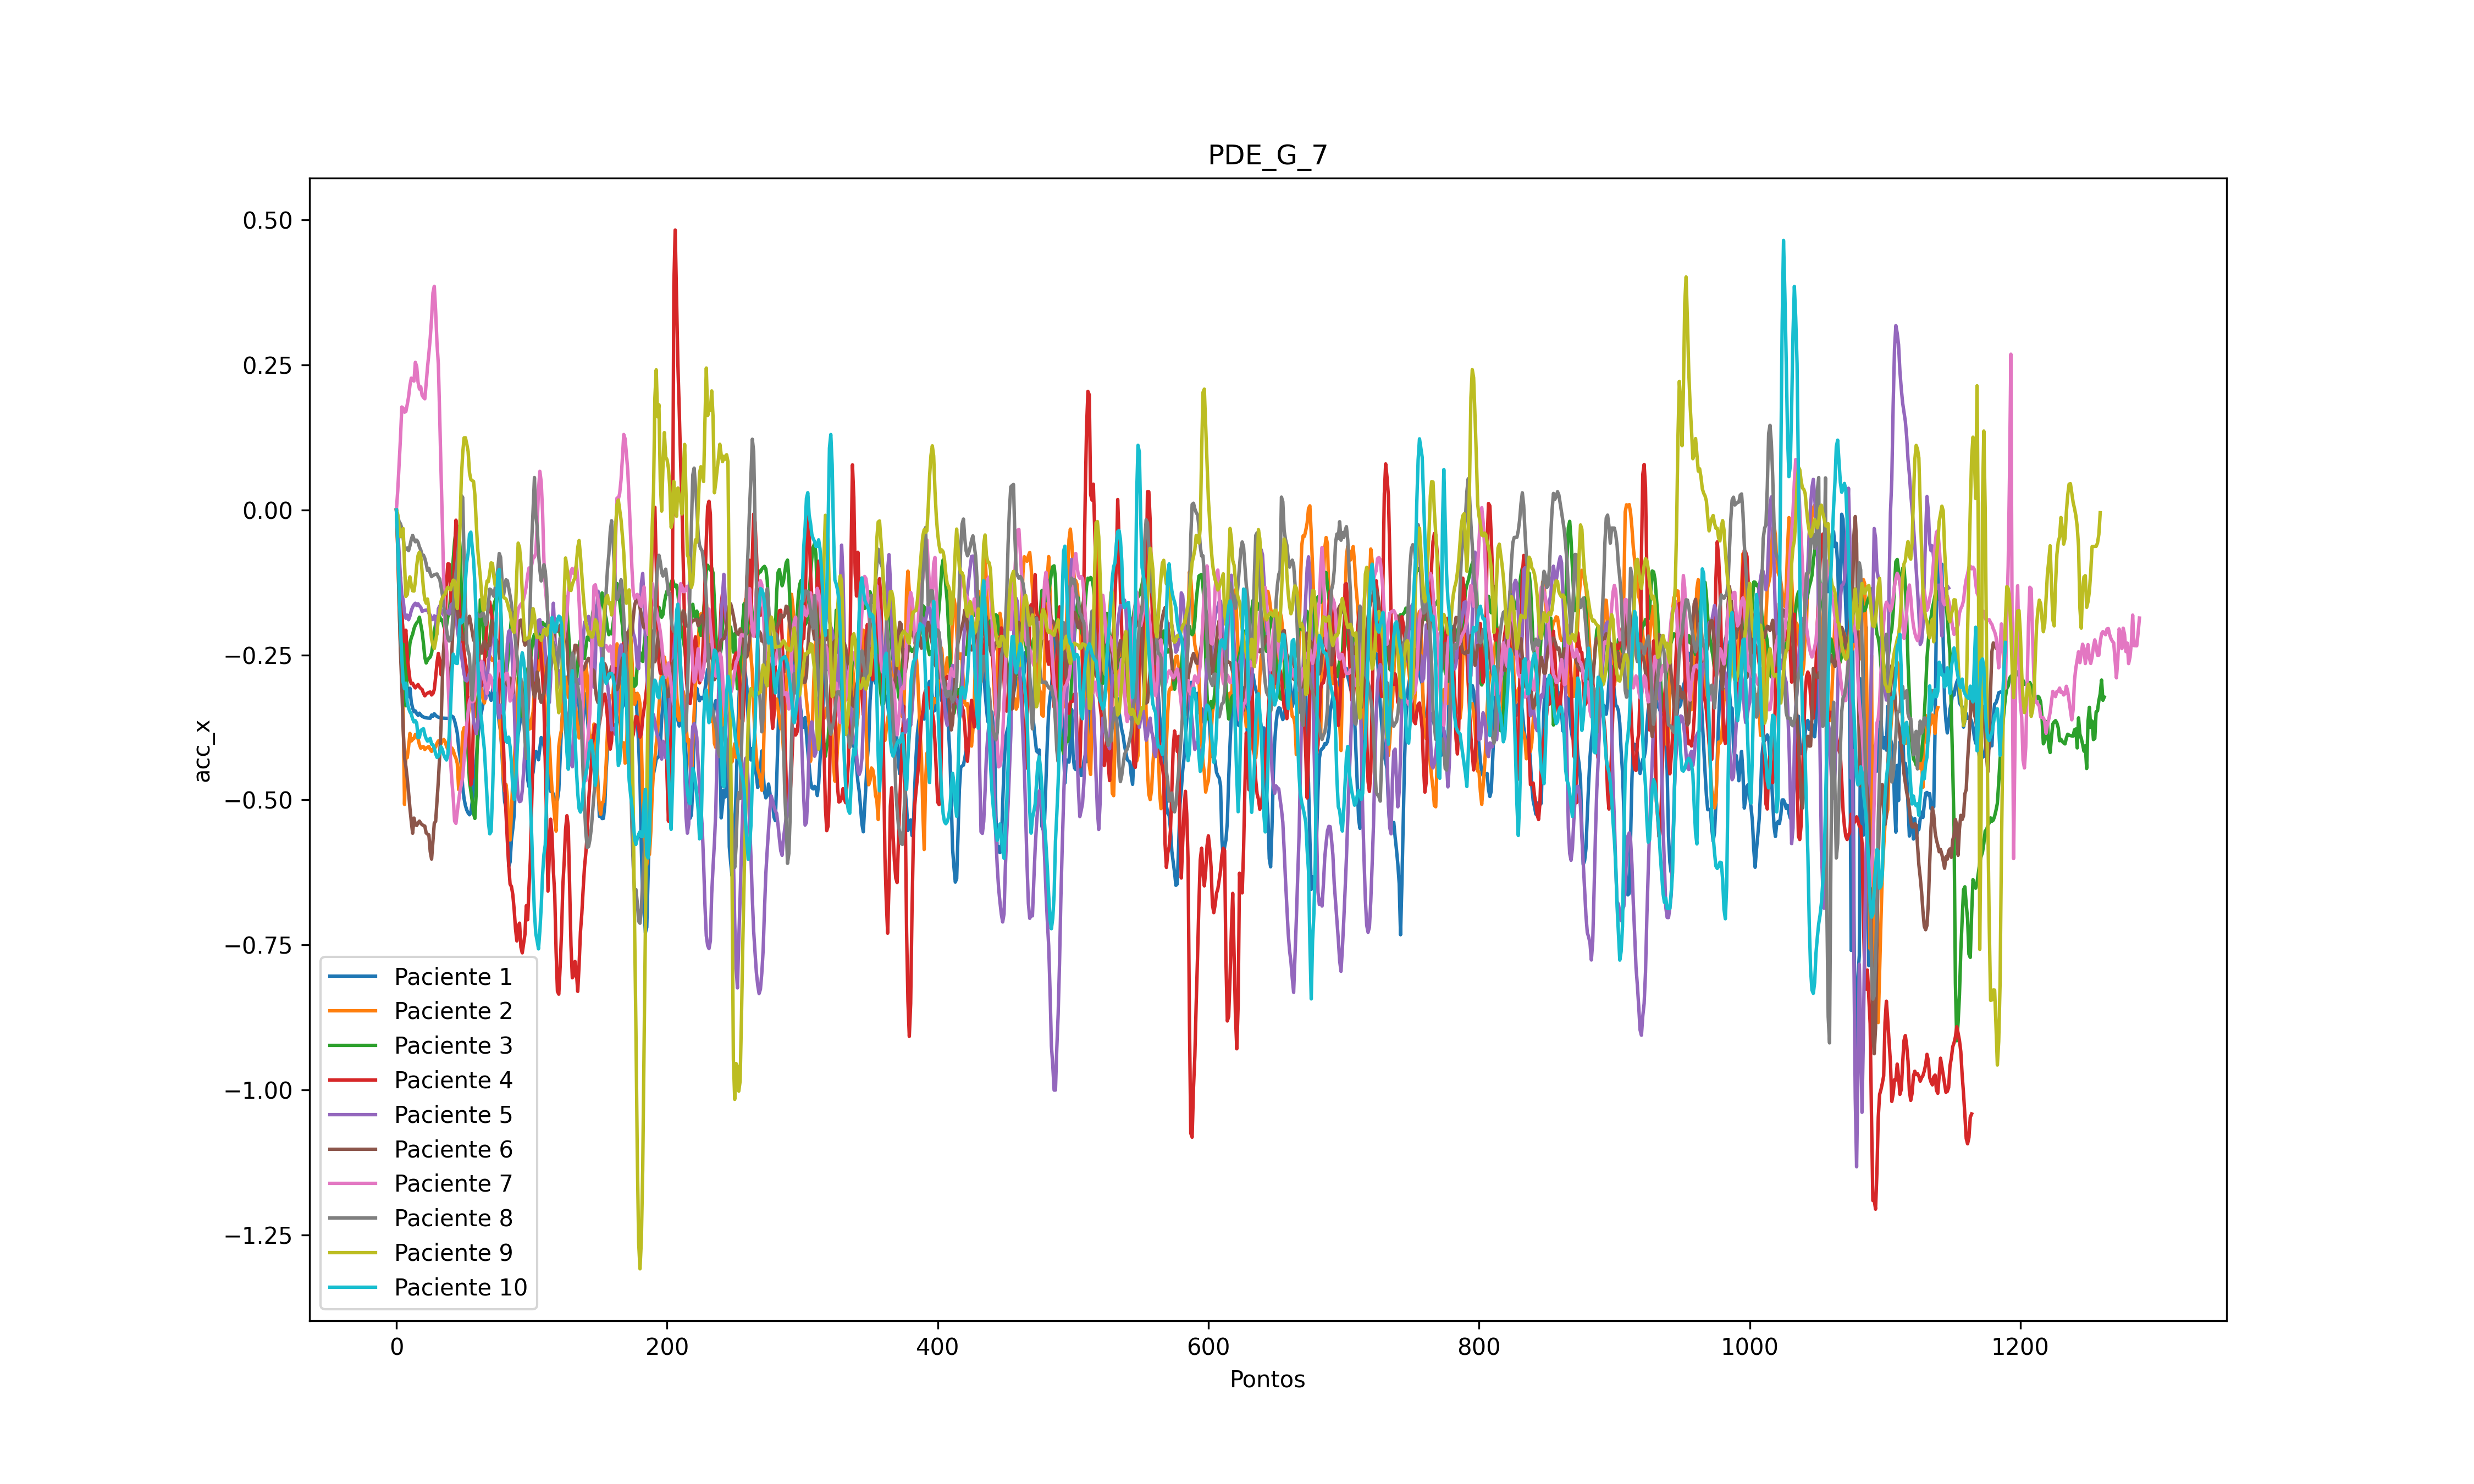 PDE_G_7
acc_x
0.50
0.25
0.00
−0.25
−0.50
−0.75
−1.00
−1.25
Paciente 1
Paciente 2
Paciente 3
Paciente 4
Paciente 5
Paciente 6
Paciente 7
Paciente 8
Paciente 9
Paciente 10
0 200 400 600 800 1000 1200
Pontos